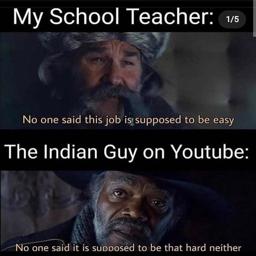 My School Teacher:
1/5
No one said this job is supposed to be easy
The Indian Guy on Youtube:
No one said it is supposed to be that hard neither